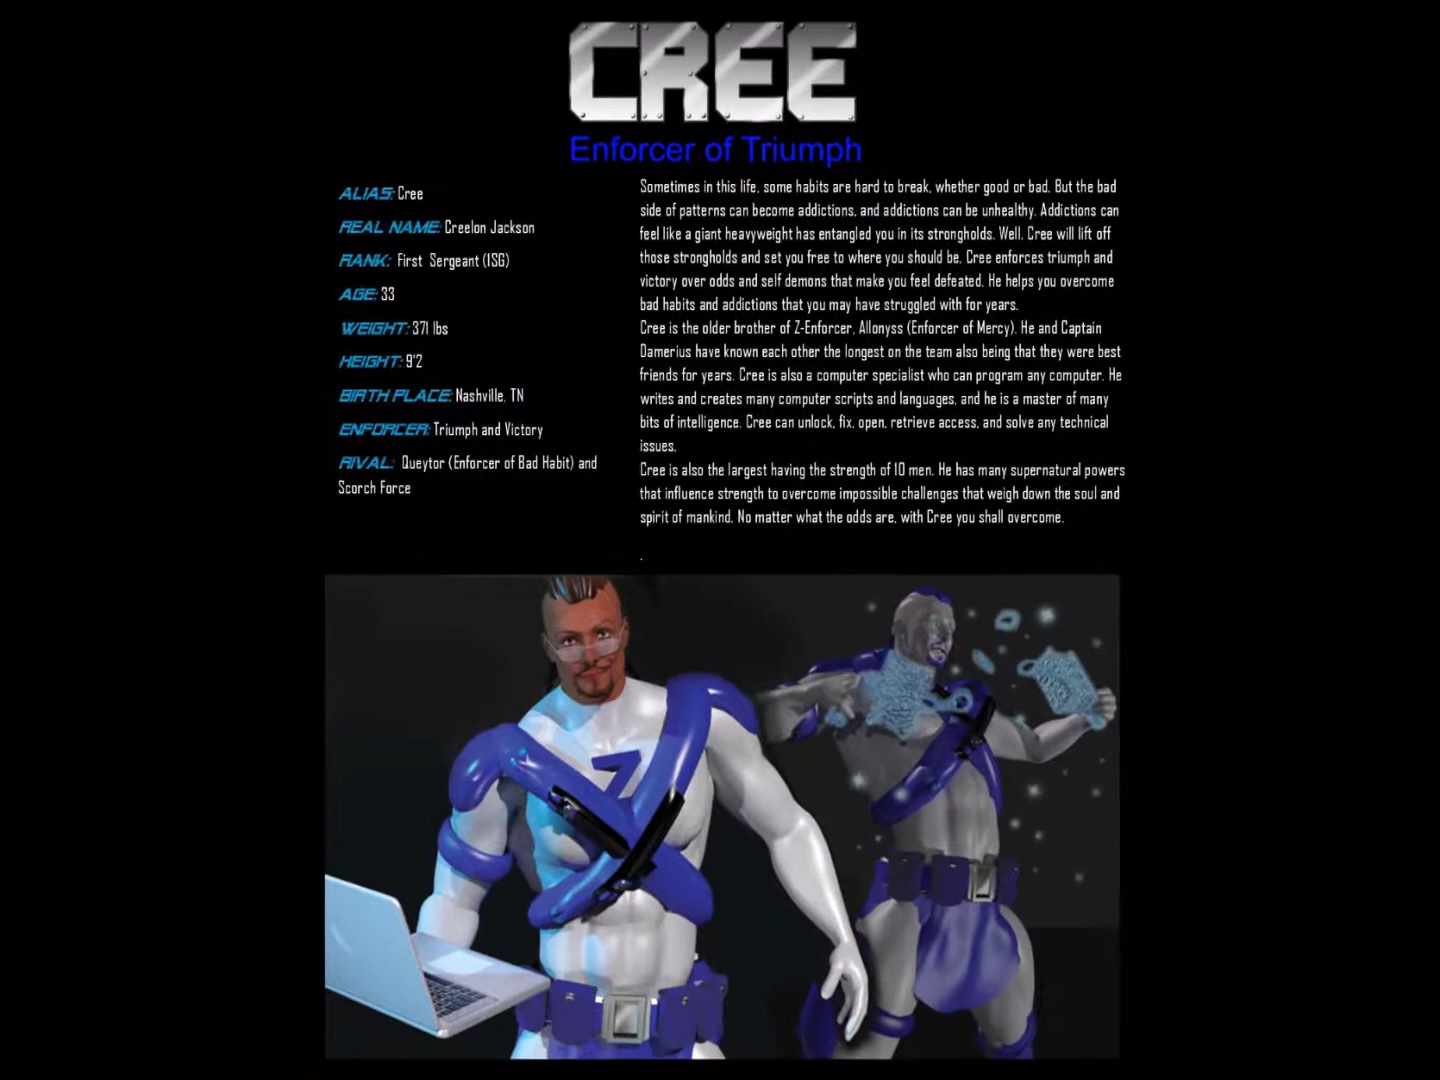 CREE
Enforcer of Triumph
ALIAS: Cree
REAL NAME: Creelon Jackson
RANK: First Sergeant (1SG)
AGE: 33
WEIGHT: 371 lbs
HEIGHT: 9'2
BIRTH PLACE: Nashville, TN
ENFORCER: Triumph and Victory
RIVAL: Queytor (Enforcer of Bad Habit) and
Scorch Force
Sometimes in this life, some habits are hard to break, whether good or bad. But the bad
side of patterns can become addictions, and addictions can be unhealthy. Addictions can
feel like a giant heavyweight has entangled you in its strongholds. Well, Cree will lift off
those strongholds and set you free to where you should be. Cree enforces triumph and
victory over odds and self demons that make you feel defeated. He helps you overcome
bad habits and addictions that you may have struggled with for years.
Cree is the older brother of Z-Enforcer, Allonyss (Enforcer of Mercy). He and Captain
Damerius have known each other the longest on the team also being that they were best
friends for years. Cree is also a computer specialist who can program any computer. He
writes and creates many computer scripts and languages, and he is a master of many
bits of intelligence. Cree can unlock, fix, open, retrieve access, and solve any technical
issues.
Cree is also the largest having the strength of 10 men. He has many supernatural powers
that influence strength to overcome impossible challenges that weigh down the soul and
spirit of mankind. No matter what the odds are, with Cree you shall overcome.
.
Z